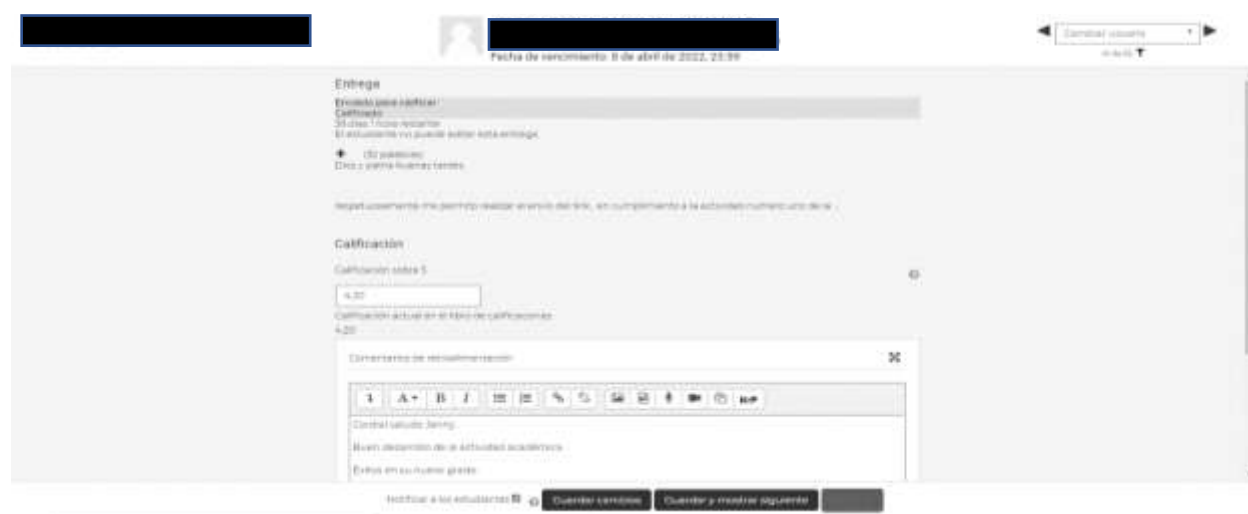 Fecha de vencimiento: 8 de abril de 2022, 23:59
Cambiar usuario
Entrega
Enviado para calificar
Calificado
El estudiante no puede editar esta entrega
(32 palabras)
Dios y patria buenas tardes
respetuosamente me permito realizar el envío del link, en cumplimiento a la actividad numero uno de la ..
Calificación
Calificación sobre 5
4,20
Calificación actual en el libro de calificaciones
4,20
Comentarios de retroalimentación
A B I
H-P
Cordial saludo Jenny
Buen desarrollo de la actividad académica
Éxitos en su nuevo grado
Notificar a los estudiantes
Guardar cambios
Guardar y mostrar siguiente